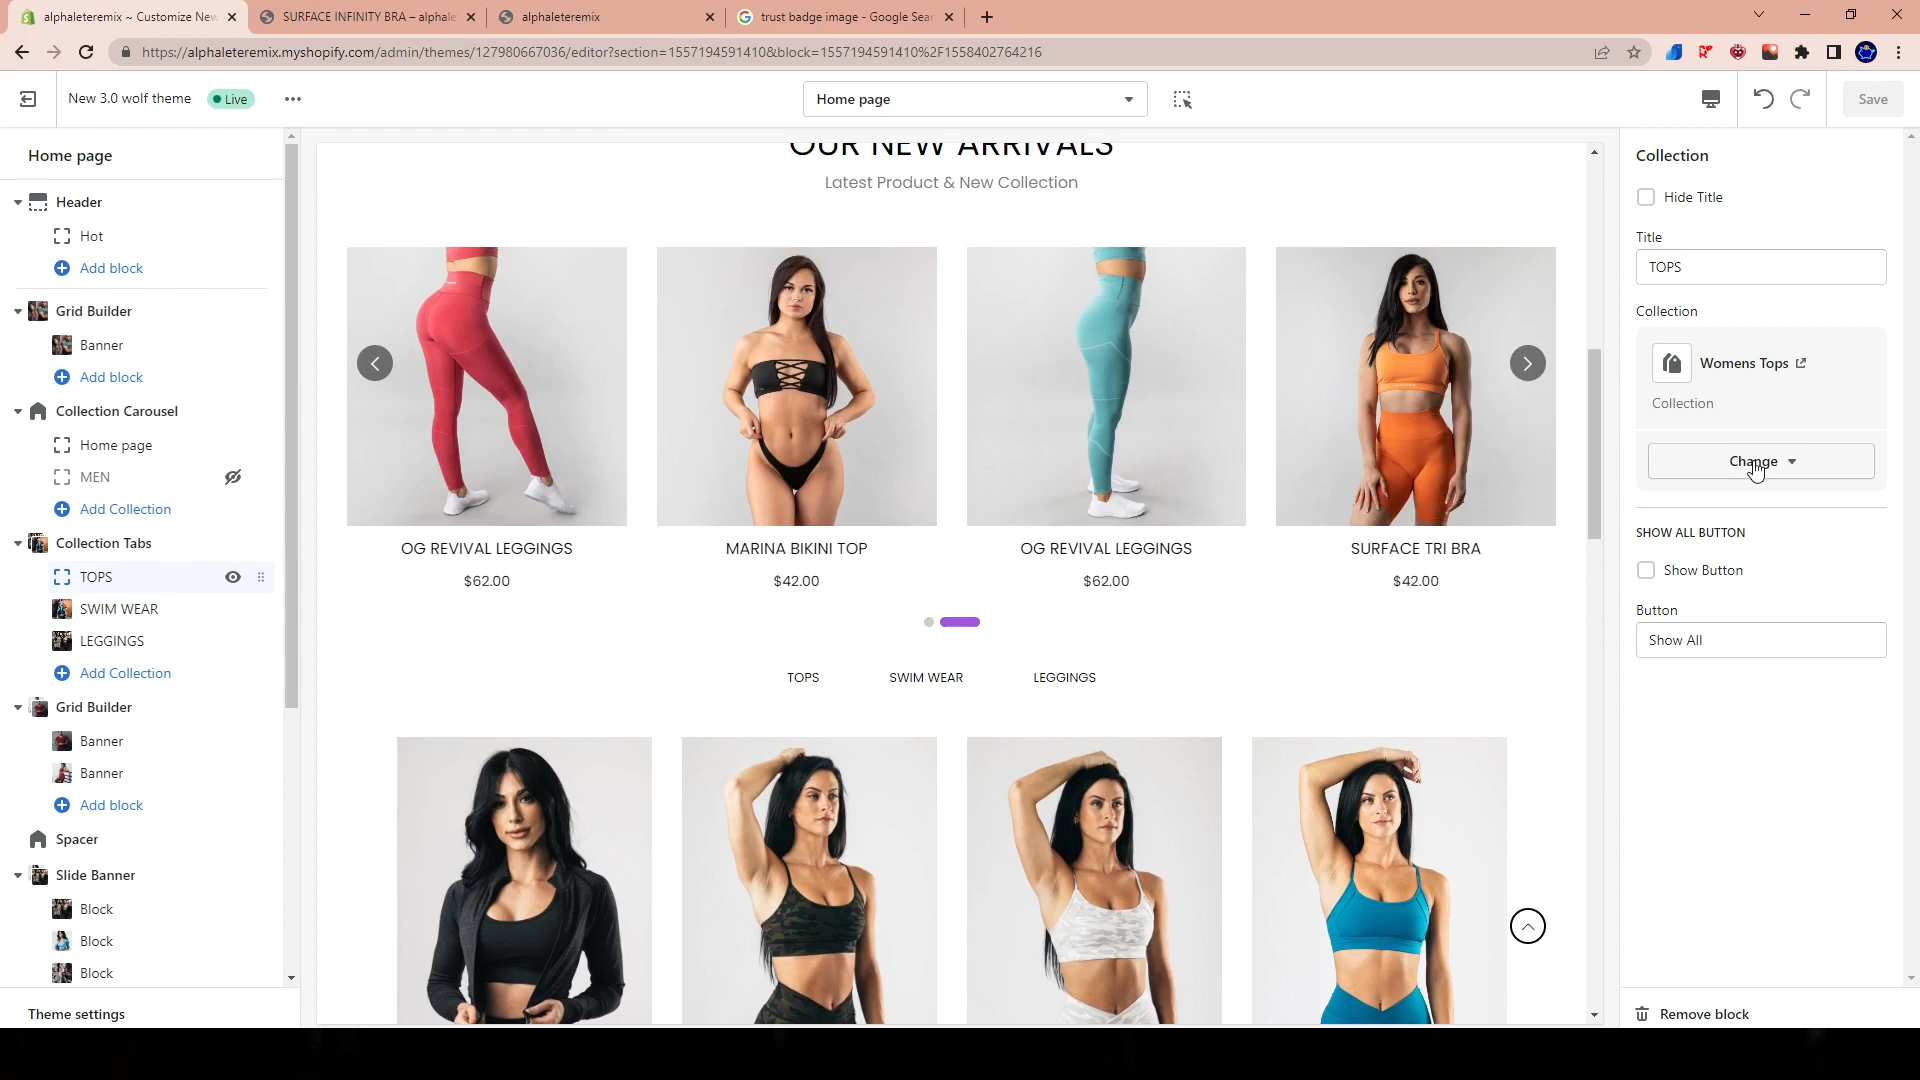 alphaleteremix ~ Customize New
SURFACE INFINITY BRA – alphale
alphaleteremix
trust badge image - Google Sear
https://alphaleteremix.myshopify.com/admin/themes/127980667036/editor?section=1557194591410&block=1557194591410%2F1558402764216
New 3.0 wolf theme
Live
Home page
Save
Home page
Header
Hot
Add block
Grid Builder
Banner
Add block
Collection Carousel
Home page
MEN
Add Collection
Collection Tabs
TOPS
SWIM WEAR
LEGGINGS
Add Collection
Grid Builder
Banner
Banner
Add block
Spacer
Slide Banner
Block
Block
Block
Theme settings
OUR NEW ARRIVALS
Latest Product & New Collection
OG REVIVAL LEGGINGS
$62.00
MARINA BIKINI TOP
$42.00
OG REVIVAL LEGGINGS
$62.00
SURFACE TRI BRA
$42.00
TOPS SWIM WEAR LEGGINGS
Collection
Hide Title
Title
TOPS
Collection
Womens Tops
Collection
Change
SHOW ALL BUTTON
Show Button
Button
Show All
Remove block